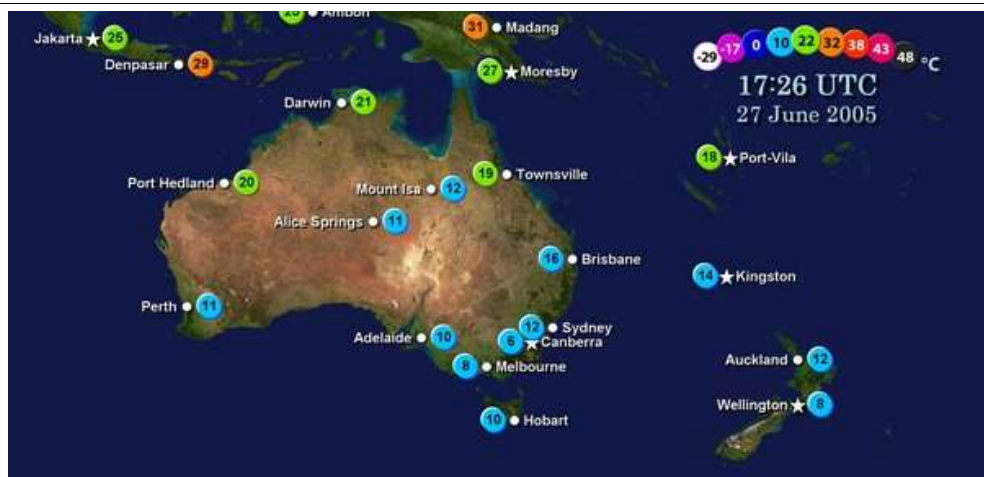 Ambon
31 Madang
Jakarta 25
-29 -17 0 10 22 32 38 43 48 °C
Denpasar 29
27 Moresby
17:26 UTC
27 June 2005
Darwin 21
18 Port-Vila
19 Townsville
Port Hedland 20
Mount Isa 12
Alice Springs 11
16 Brisbane
14 Kingston
Perth 11
12 Sydney
Adelaide 10
6 Canberra
Auckland 12
8 Melbourne
Wellington 8
10 Hobart